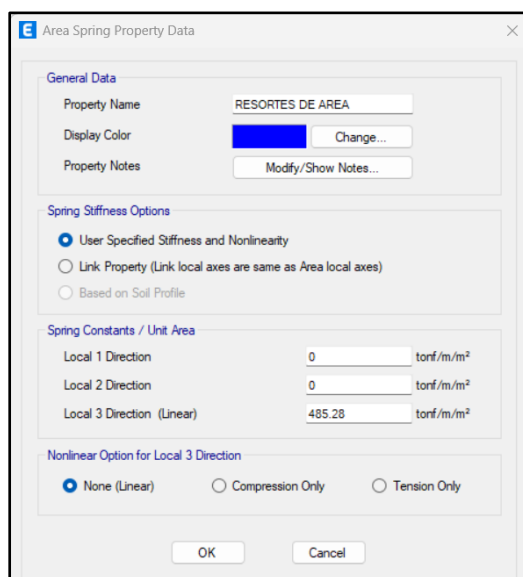 E Area Spring Property Data
General Data
Property Name RESORTES DE AREA
Display Color Change...
Property Notes Modify/Show Notes...
Spring Stiffness Options
User Specified Stiffness and Nonlinearity
Link Property (Link local axes are same as Area local axes)
Based on Soil Profile
Spring Constants / Unit Area
Local 1 Direction 0 tonf/m/m²
Local 2 Direction 0 tonf/m/m²
Local 3 Direction (Linear) 485.28 tonf/m/m²
Nonlinear Option for Local 3 Direction
None (Linear) Compression Only Tension Only
OK Cancel